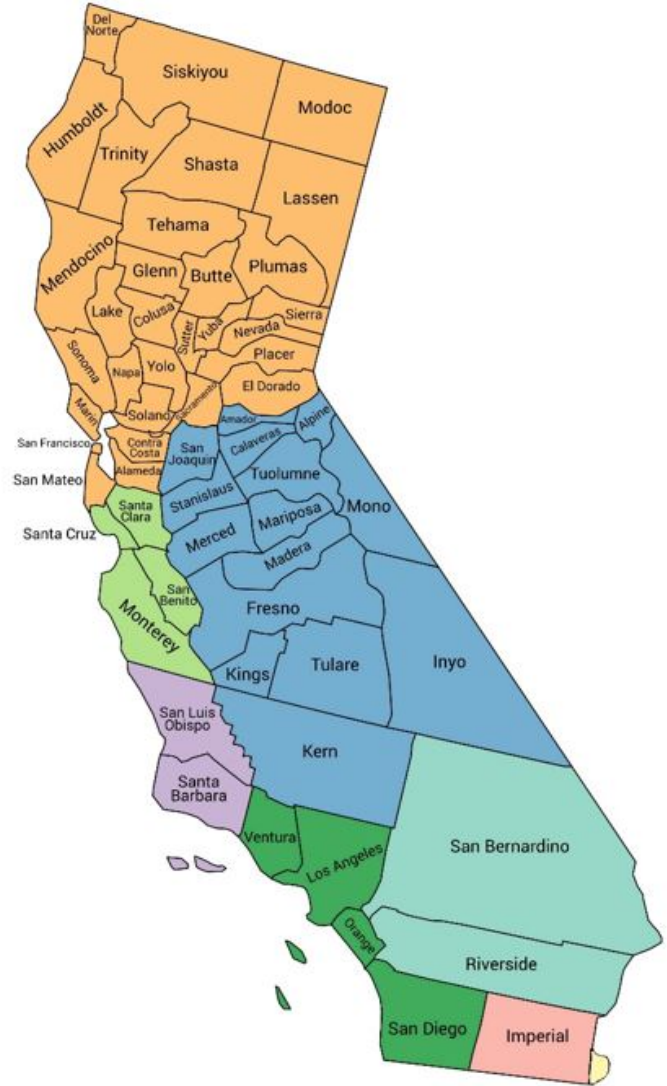 Del
Norte
Siskiyou
Modoc
Humboldt
Trinity
Shasta
Lassen
Tehama
Mendocino
Glenn
Butte
Plumas
Lake
Colusa
Sutter
Yuba
Nevada
Sierra
Placer
Sonoma
Napa
Yolo
El Dorado
Sacramento
Marin
Solano
Amador
Alpine
San Francisco
Contra
Costa
San
Joaquin
Calaveras
Alameda
San Mateo
Tuolumne
Stanislaus
Mono
Santa
Clara
Mariposa
Santa Cruz
Merced
Madera
San
Benito
Fresno
Monterey
Kings
Tulare
Inyo
San Luis
Obispo
Kern
Santa
Barbara
Ventura
Los Angeles
San Bernardino
Orange
Riverside
San Diego
Imperial